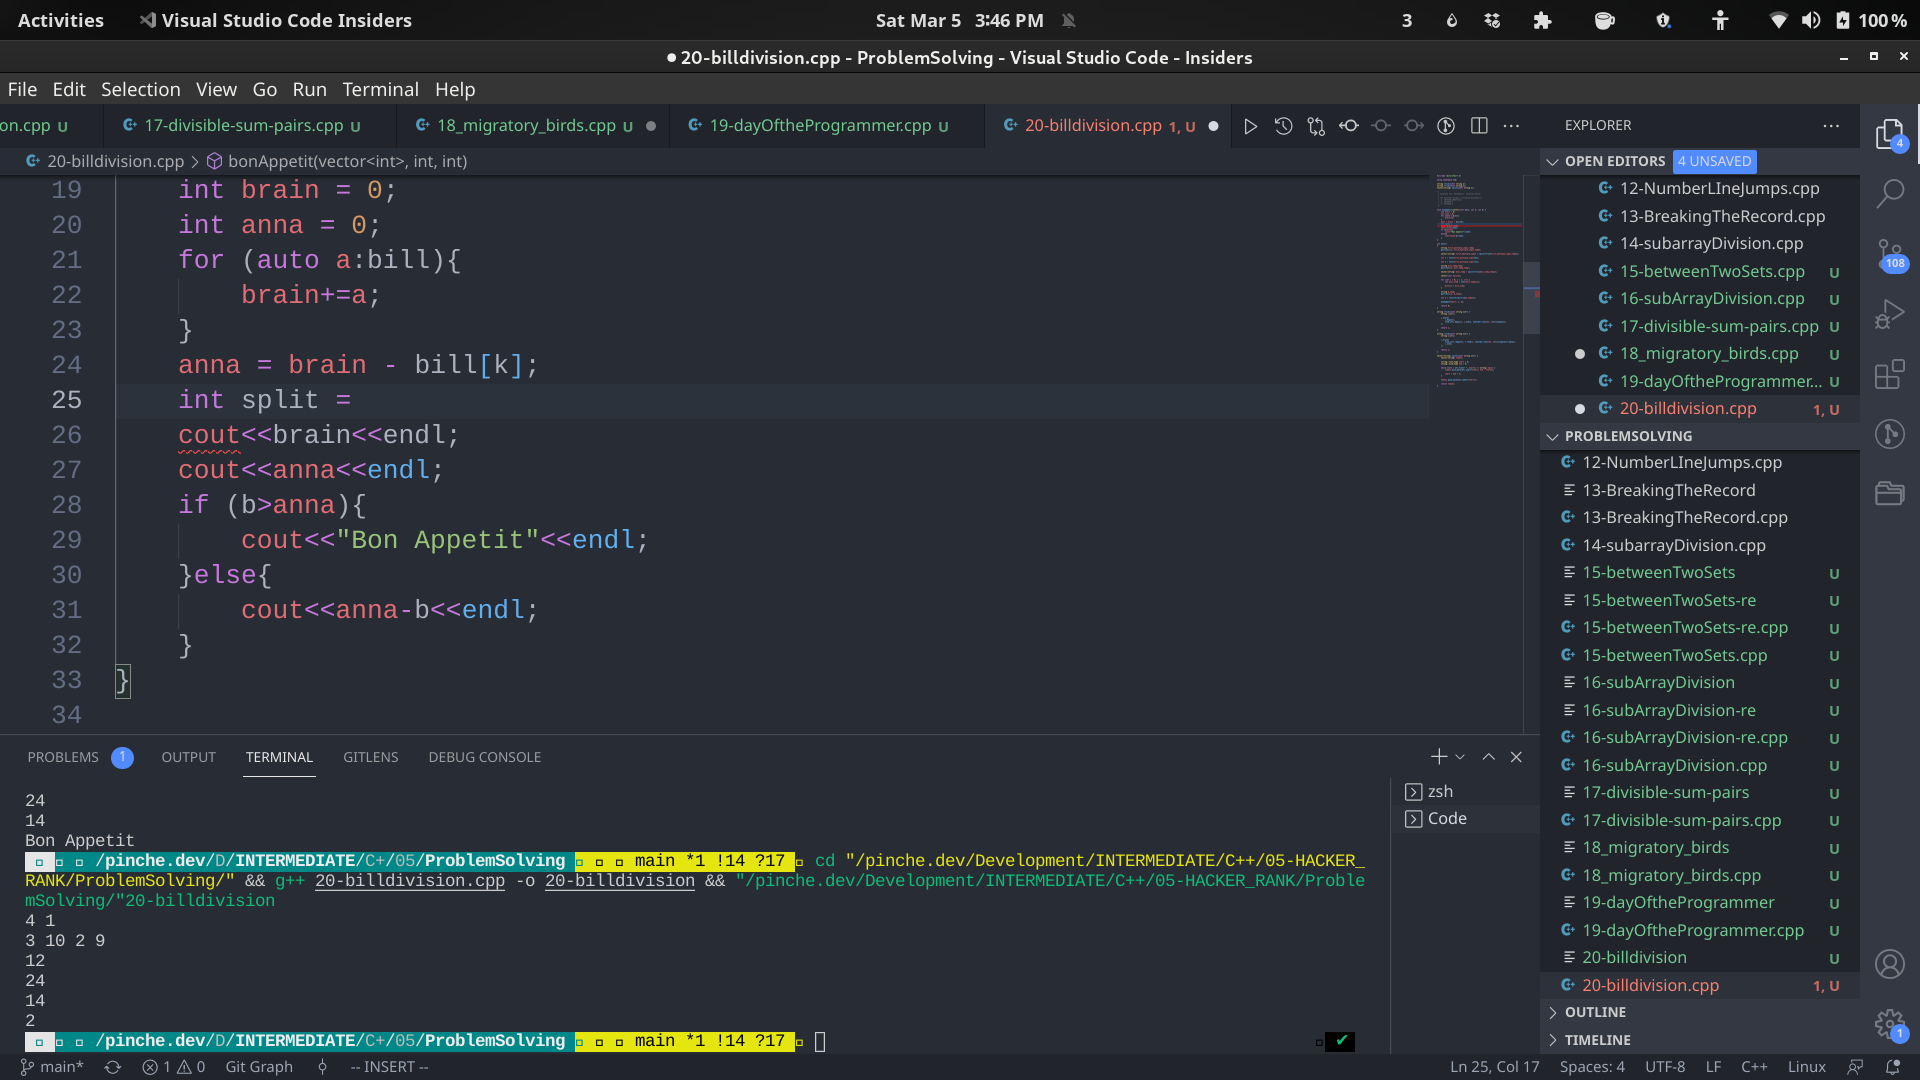 Activities Visual Studio Code Insiders Sat Mar 5 3:46 PM 3 100 %
20-billdivision.cpp - ProblemSolving - Visual Studio Code - Insiders
File Edit Selection View Go Run Terminal Help
on.cpp U 17-divisible-sum-pairs.cpp U 18_migratory_birds.cpp U 19-dayOftheProgrammer.cpp U 20-billdivision.cpp 1, U
20-billdivision.cpp > bonAppetit(vector<int>, int, int)
19 int brain = 0;
20 int anna = 0;
21 for (auto a:bill){
22 brain+=a;
23 }
24 anna = brain - bill[k];
25 int split =
26 cout<<brain<<endl;
27 cout<<anna<<endl;
28 if (b>anna){
29 cout<<"Bon Appetit"<<endl;
30 }else{
31 cout<<anna-b<<endl;
32 }
33 }
34
PROBLEMS 1 OUTPUT TERMINAL GITLENS DEBUG CONSOLE
24
14
Bon Appetit
/pinche.dev/D/INTERMEDIATE/C+/05/ProblemSolving main *1 !14 ?17 cd "/pinche.dev/Development/INTERMEDIATE/C++/05-HACKER_
RANK/ProblemSolving/" && g++ 20-billdivision.cpp -o 20-billdivision && "/pinche.dev/Development/INTERMEDIATE/C++/05-HACKER_RANK/Proble
mSolving/"20-billdivision
4 1
3 10 2 9
12
24
14
2
/pinche.dev/D/INTERMEDIATE/C+/05/ProblemSolving main *1 !14 ?17
zsh
Code
EXPLORER
OPEN EDITORS 4 UNSAVED
12-NumberLIneJumps.cpp
13-BreakingTheRecord.cpp
14-subarrayDivision.cpp
15-betweenTwoSets.cpp U
16-subArrayDivision.cpp U
17-divisible-sum-pairs.cpp U
18_migratory_birds.cpp U
19-dayOftheProgrammer... U
20-billdivision.cpp 1, U
PROBLEMSOLVING
12-NumberLIneJumps.cpp
13-BreakingTheRecord
13-BreakingTheRecord.cpp
14-subarrayDivision.cpp
15-betweenTwoSets U
15-betweenTwoSets-re U
15-betweenTwoSets-re.cpp U
15-betweenTwoSets.cpp U
16-subArrayDivision U
16-subArrayDivision-re U
16-subArrayDivision-re.cpp U
16-subArrayDivision.cpp U
17-divisible-sum-pairs U
17-divisible-sum-pairs.cpp U
18_migratory_birds U
18_migratory_birds.cpp U
19-dayOftheProgrammer U
19-dayOftheProgrammer.cpp U
20-billdivision U
20-billdivision.cpp 1, U
OUTLINE
TIMELINE
4
108
1
main* 1 0 Git Graph -- INSERT -- Ln 25, Col 17 Spaces: 4 UTF-8 LF C++ Linux